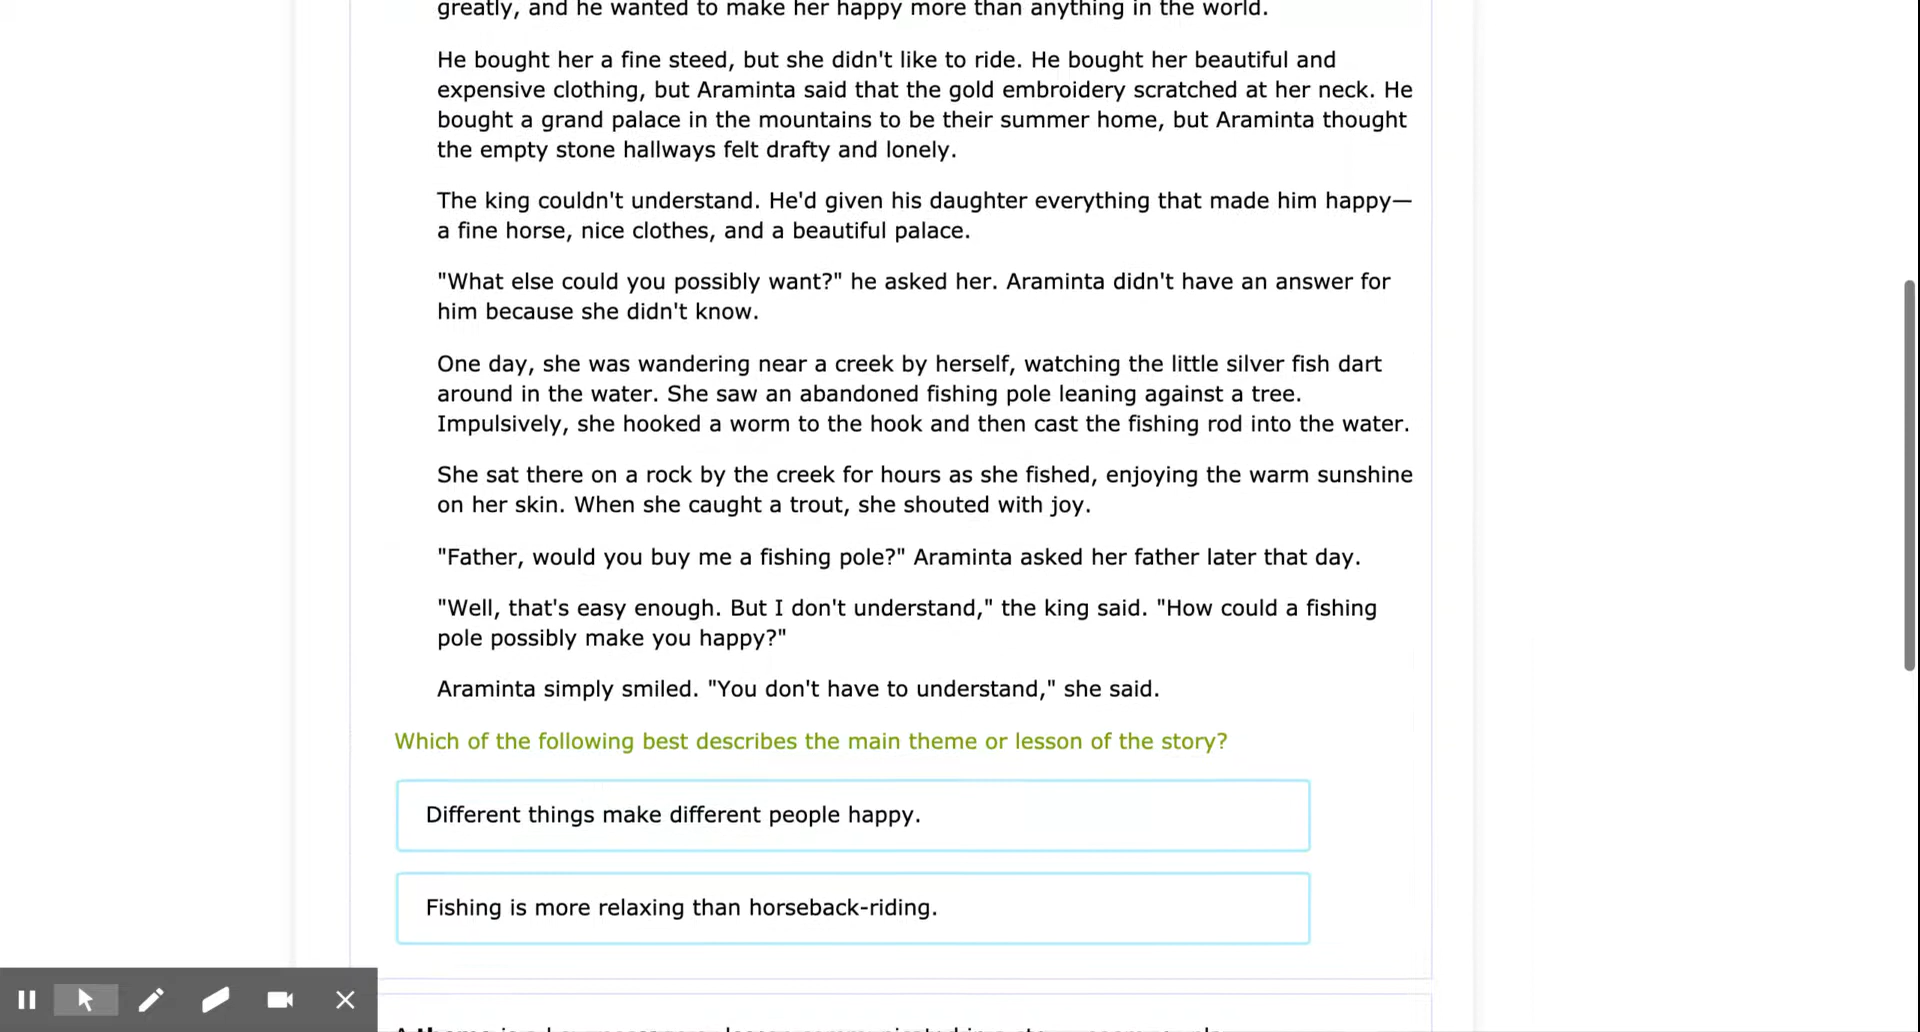 greatly, and he wanted to make her happy more than anything in the world.
He bought her a fine steed, but she didn't like to ride. He bought her beautiful and
expensive clothing, but Araminta said that the gold embroidery scratched at her neck. He
bought a grand palace in the mountains to be their summer home, but Araminta thought
the empty stone hallways felt drafty and lonely.
The king couldn't understand. He'd given his daughter everything that made him happy—
a fine horse, nice clothes, and a beautiful palace.
"What else could you possibly want?" he asked her. Araminta didn't have an answer for
him because she didn't know.
One day, she was wandering near a creek by herself, watching the little silver fish dart
around in the water. She saw an abandoned fishing pole leaning against a tree.
Impulsively, she hooked a worm to the hook and then cast the fishing rod into the water.
She sat there on a rock by the creek for hours as she fished, enjoying the warm sunshine
on her skin. When she caught a trout, she shouted with joy.
"Father, would you buy me a fishing pole?" Araminta asked her father later that day.
"Well, that's easy enough. But I don't understand," the king said. "How could a fishing
pole possibly make you happy?"
Araminta simply smiled. "You don't have to understand," she said.
Which of the following best describes the main theme or lesson of the story?
Different things make different people happy.
Fishing is more relaxing than horseback-riding.